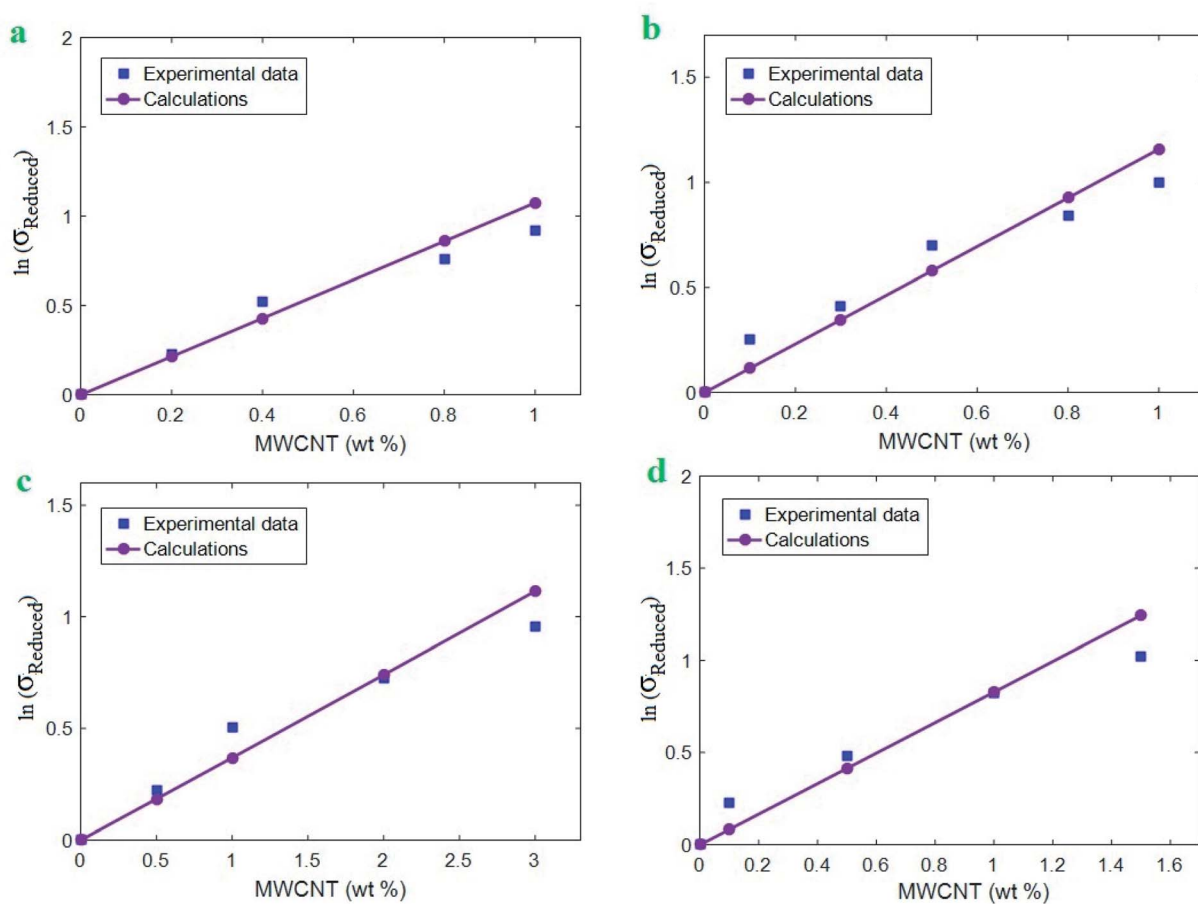 a
2
1.5
1
0.5
0
ln (σReduced)
Experimental data
Calculations
0 0.2 0.4 0.6 0.8 1
MWCNT (wt %)
b
1.5
1
0.5
0
ln (σReduced)
Experimental data
Calculations
0 0.2 0.4 0.6 0.8 1
MWCNT (wt %)
c
1.5
1
0.5
0
ln (σReduced)
Experimental data
Calculations
0 0.5 1 1.5 2 2.5 3
MWCNT (wt %)
d
2
1.5
1
0.5
0
ln (σReduced)
Experimental data
Calculations
0 0.2 0.4 0.6 0.8 1 1.2 1.4 1.6
MWCNT (wt %)